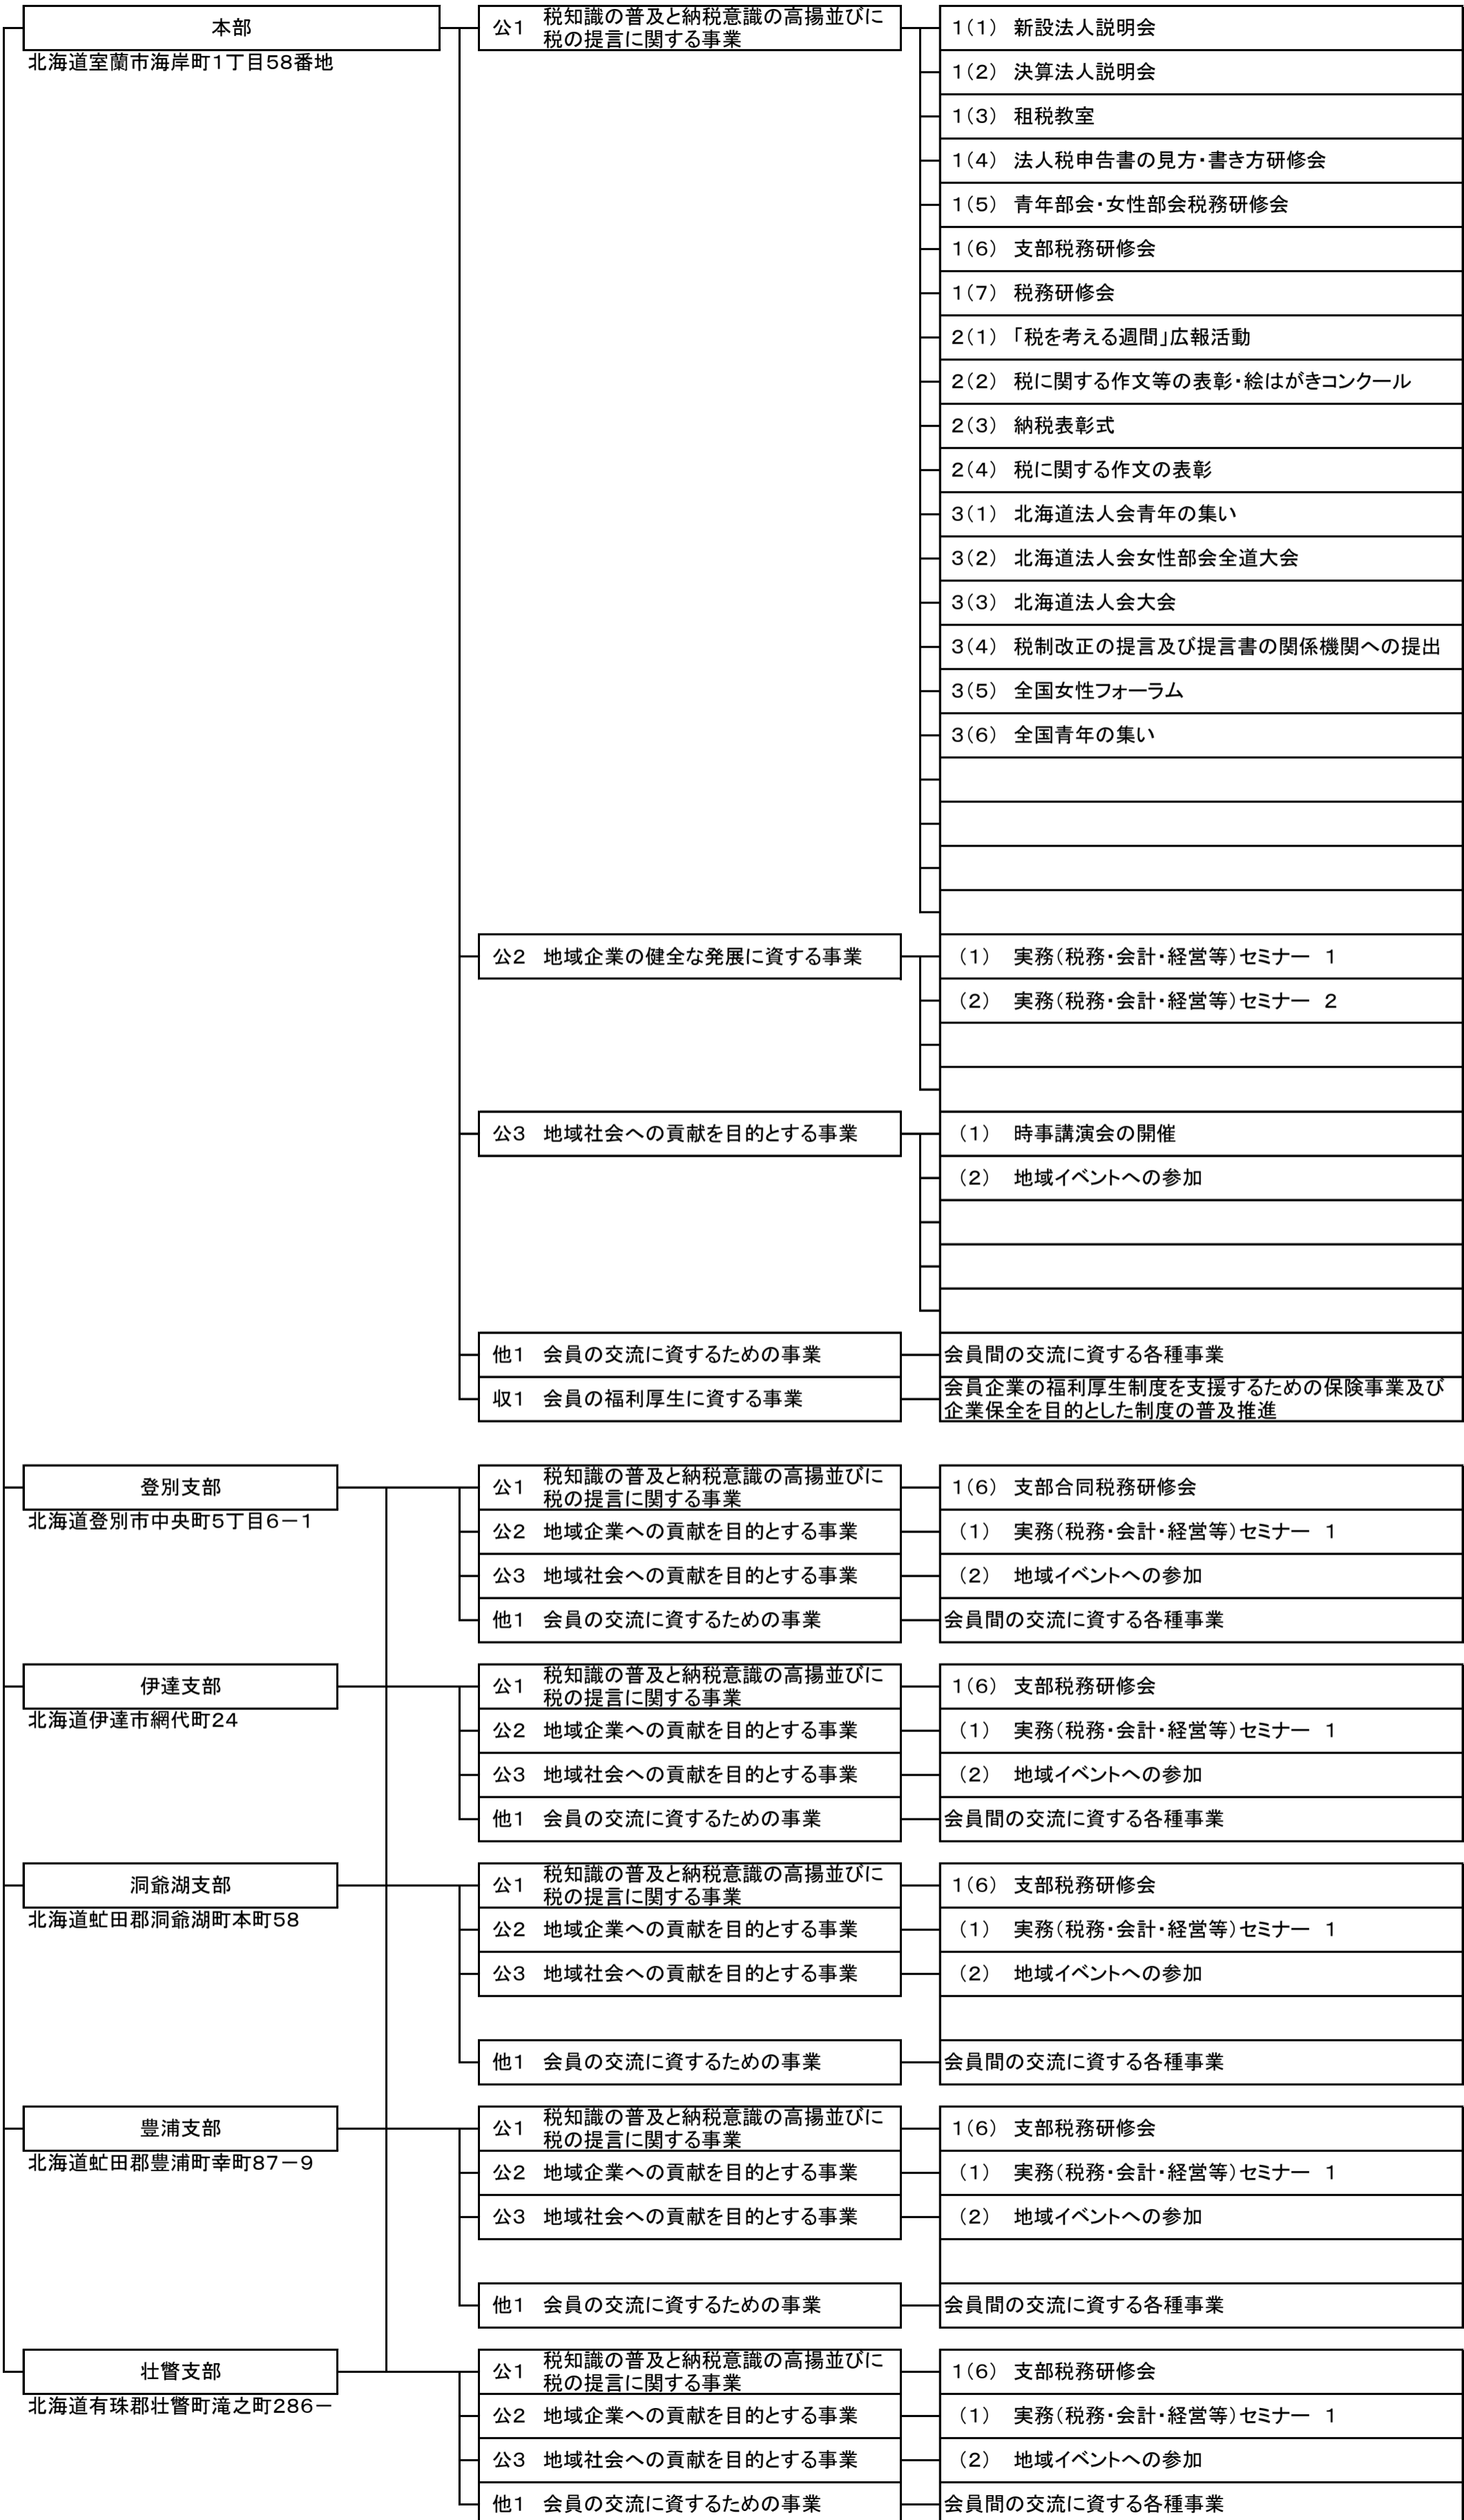 本部
北海道室蘭市海岸町1丁目58番地
公1 税知識の普及と納税意識の高揚並びに
税の提言に関する事業
1(1) 新設法人説明会
1(2) 決算法人説明会
1(3) 租税教室
1(4) 法人税申告書の見方・書き方研修会
1(5) 青年部会・女性部会税務研修会
1(6) 支部税務研修会
1(7) 税務研修会
2(1) 「税を考える週間」広報活動
2(2) 税に関する作文等の表彰・絵はがきコンクール
2(3) 納税表彰式
2(4) 税に関する作文の表彰
3(1) 北海道法人会青年の集い
3(2) 北海道法人会女性部会全道大会
3(3) 北海道法人会大会
3(4) 税制改正の提言及び提言書の関係機関への提出
3(5) 全国女性フォーラム
3(6) 全国青年の集い
公2 地域企業の健全な発展に資する事業
(1) 実務(税務・会計・経営等)セミナー 1
(2) 実務(税務・会計・経営等)セミナー 2
公3 地域社会への貢献を目的とする事業
(1) 時事講演会の開催
(2) 地域イベントへの参加
他1 会員の交流に資するための事業
会員間の交流に資する各種事業
収1 会員の福利厚生に資する事業
会員企業の福利厚生制度を支援するための保険事業及び
企業保全を目的とした制度の普及推進
登別支部
北海道登別市中央町5丁目6－1
公1 税知識の普及と納税意識の高揚並びに
税の提言に関する事業
1(6) 支部合同税務研修会
公2 地域企業への貢献を目的とする事業
(1) 実務(税務・会計・経営等)セミナー 1
公3 地域社会への貢献を目的とする事業
(2) 地域イベントへの参加
他1 会員の交流に資するための事業
会員間の交流に資する各種事業
伊達支部
北海道伊達市網代町24
公1 税知識の普及と納税意識の高揚並びに
税の提言に関する事業
1(6) 支部税務研修会
公2 地域企業への貢献を目的とする事業
(1) 実務(税務・会計・経営等)セミナー 1
公3 地域社会への貢献を目的とする事業
(2) 地域イベントへの参加
他1 会員の交流に資するための事業
会員間の交流に資する各種事業
洞爺湖支部
北海道虻田郡洞爺湖町本町58
公1 税知識の普及と納税意識の高揚並びに
税の提言に関する事業
1(6) 支部税務研修会
公2 地域企業への貢献を目的とする事業
(1) 実務(税務・会計・経営等)セミナー 1
公3 地域社会への貢献を目的とする事業
(2) 地域イベントへの参加
他1 会員の交流に資するための事業
会員間の交流に資する各種事業
豊浦支部
北海道虻田郡豊浦町幸町87－9
公1 税知識の普及と納税意識の高揚並びに
税の提言に関する事業
1(6) 支部税務研修会
公2 地域企業への貢献を目的とする事業
(1) 実務(税務・会計・経営等)セミナー 1
公3 地域社会への貢献を目的とする事業
(2) 地域イベントへの参加
他1 会員の交流に資するための事業
会員間の交流に資する各種事業
壮瞥支部
北海道有珠郡壮瞥町滝之町286－
公1 税知識の普及と納税意識の高揚並びに
税の提言に関する事業
1(6) 支部税務研修会
公2 地域企業への貢献を目的とする事業
(1) 実務(税務・会計・経営等)セミナー 1
公3 地域社会への貢献を目的とする事業
(2) 地域イベントへの参加
他1 会員の交流に資するための事業
会員間の交流に資する各種事業